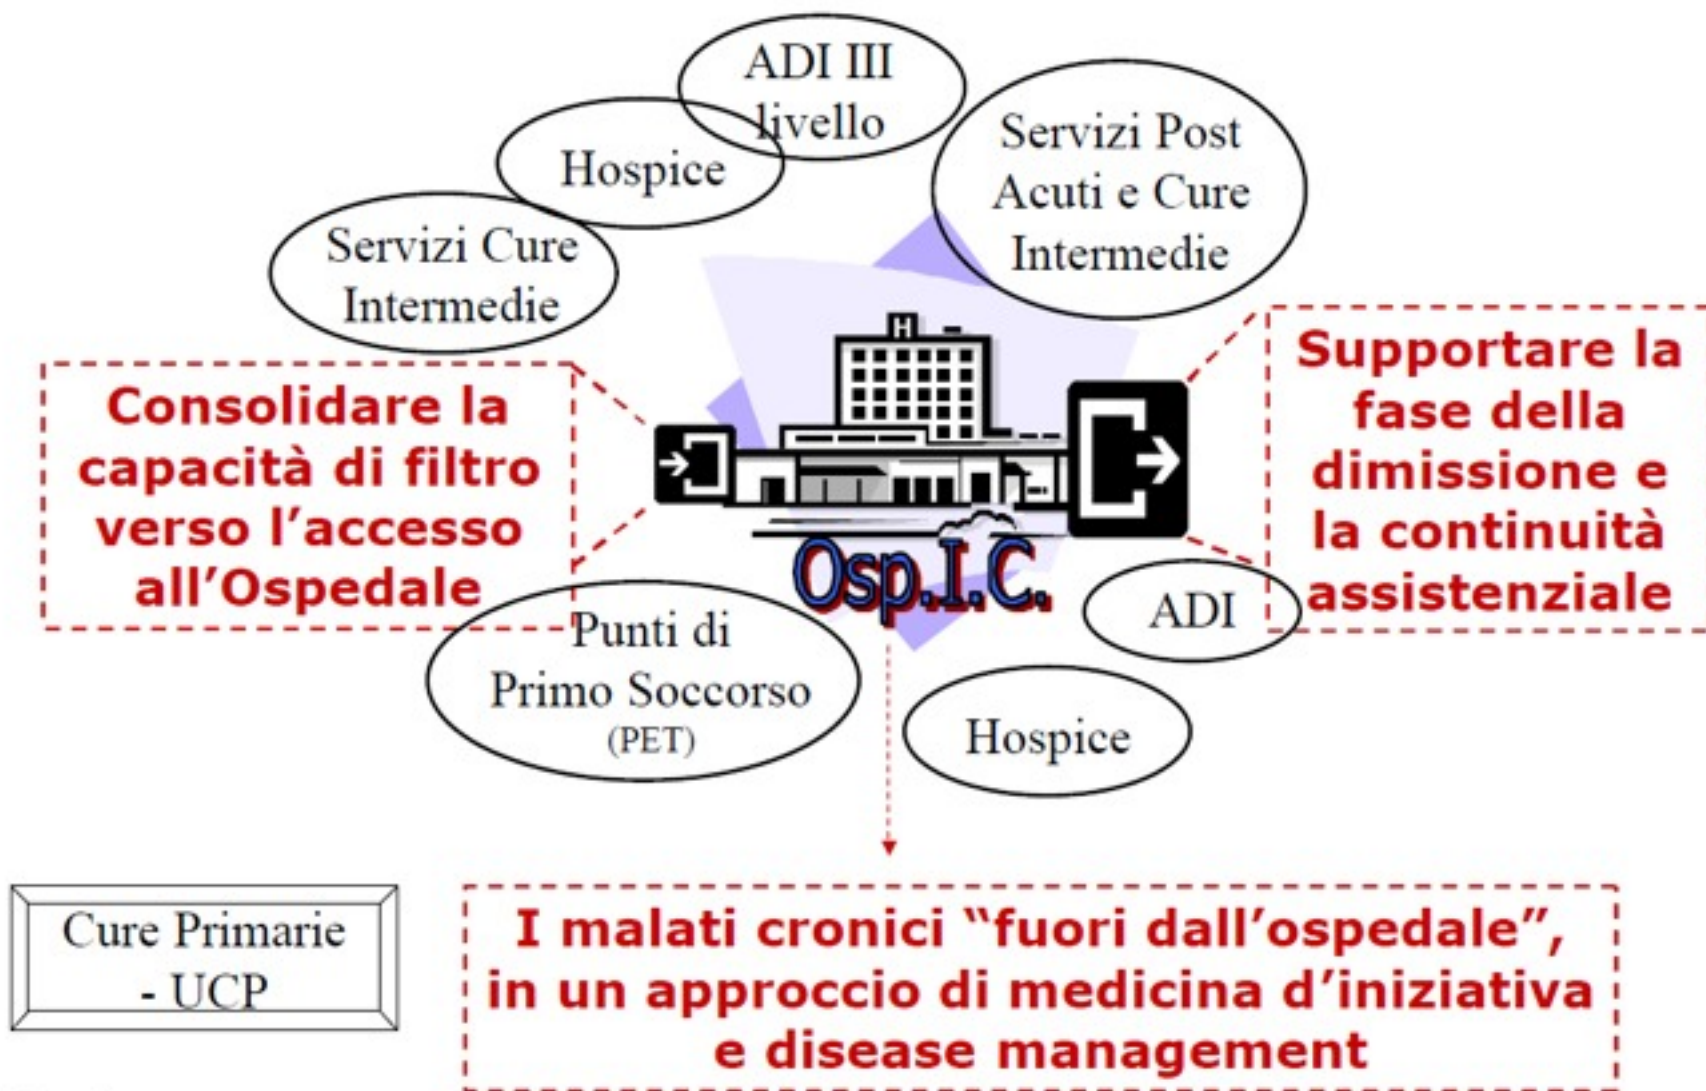 ADI III
livello
Hospice
Servizi Cure
Intermedie
Servizi Post
Acuti e Cure
Intermedie
H
Consolidare la
capacità di filtro
verso l'accesso
all'Ospedale
Supportare la
fase della
dimissione e
la continuità
assistenziale
Osp.I.C.
ADI
Punti di
Primo Soccorso
(PET)
Hospice
Cure Primarie
- UCP
I malati cronici “fuori dall’ospedale”,
in un approccio di medicina d’iniziativa
e disease management